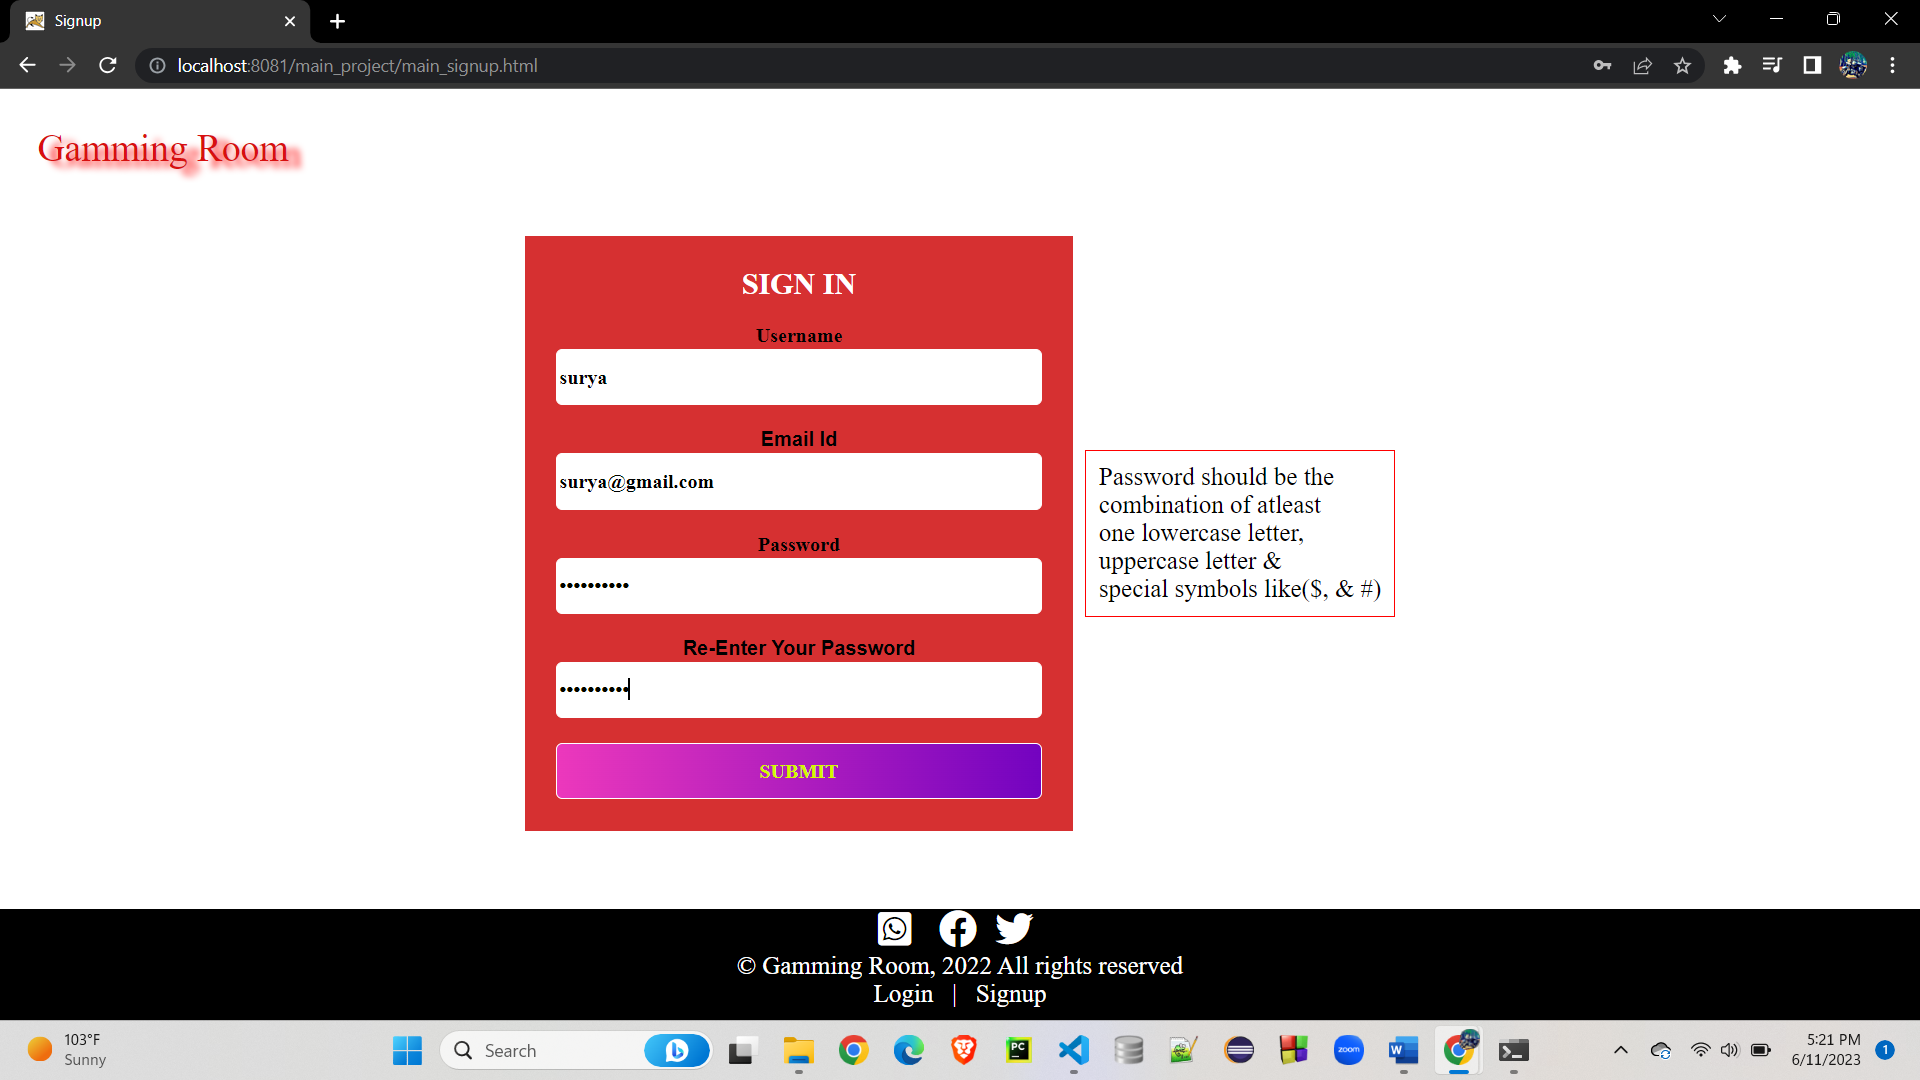 Signup
localhost:8081/main_project/main_signup.html
Gamming Room
SIGN IN
Username
surya
Email Id
surya@gmail.com
Password
••••••••••
Re-Enter Your Password
••••••••••
SUBMIT
Password should be the
combination of atleast
one lowercase letter,
uppercase letter &
special symbols like($, & #)
© Gamming Room, 2022 All rights reserved
Login | Signup
103°F
Sunny
Search
PC
zoom
W
5:21 PM
6/11/2023
1